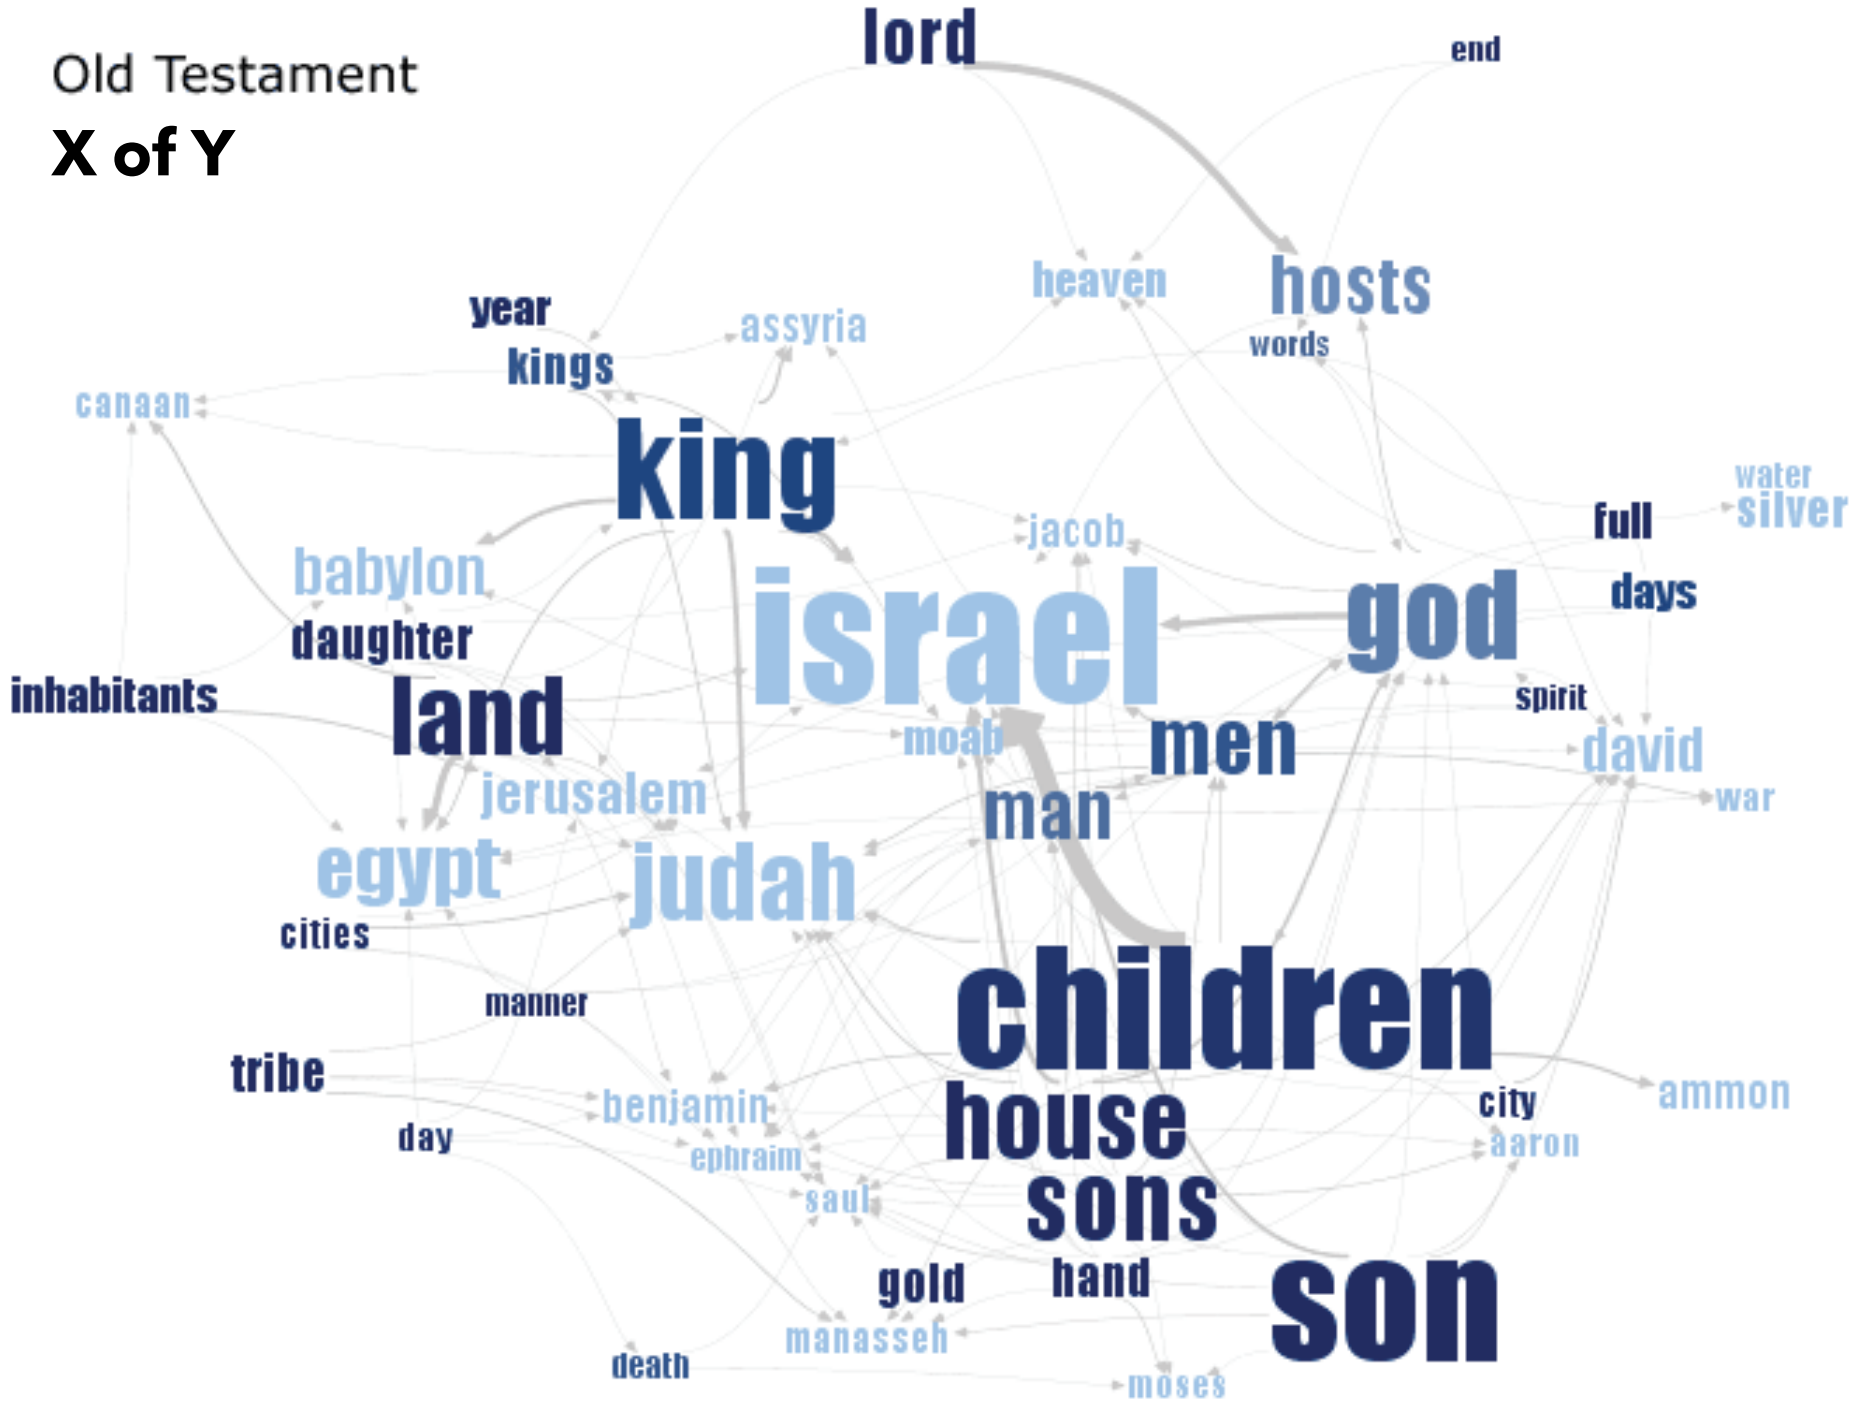 Old Testament
X of Y
lord
end
heaven
hosts
year
assyria
words
kings
canaan
king
water
silver
full
jacob
babylon
israel
god
days
daughter
inhabitants
land
spirit
moab
men
david
jerusalem
man
war
egypt
judah
cities
manner
children
tribe
benjamin
house
city
ammon
day
ephraim
aaron
saul
sons
gold
hand
son
manasseh
death
moses